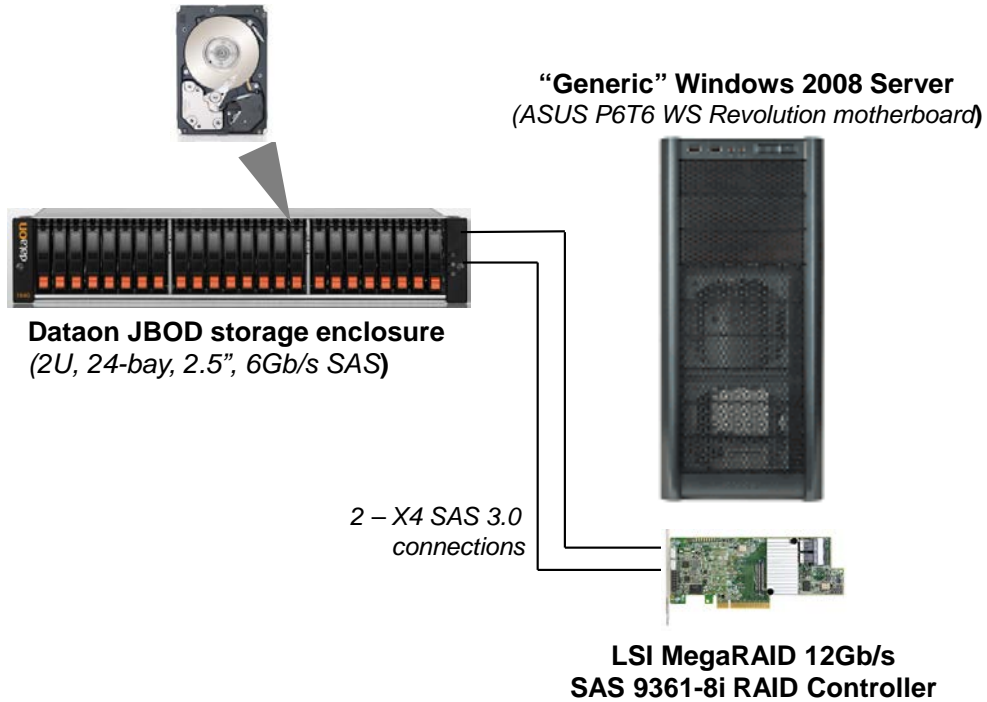 “Generic” Windows 2008 Server
(ASUS P6T6 WS Revolution motherboard)
dataon
Dataon JBOD storage enclosure
(2U, 24-bay, 2.5”, 6Gb/s SAS)
2 – X4 SAS 3.0
connections
LSI MegaRAID 12Gb/s
SAS 9361-8i RAID Controller